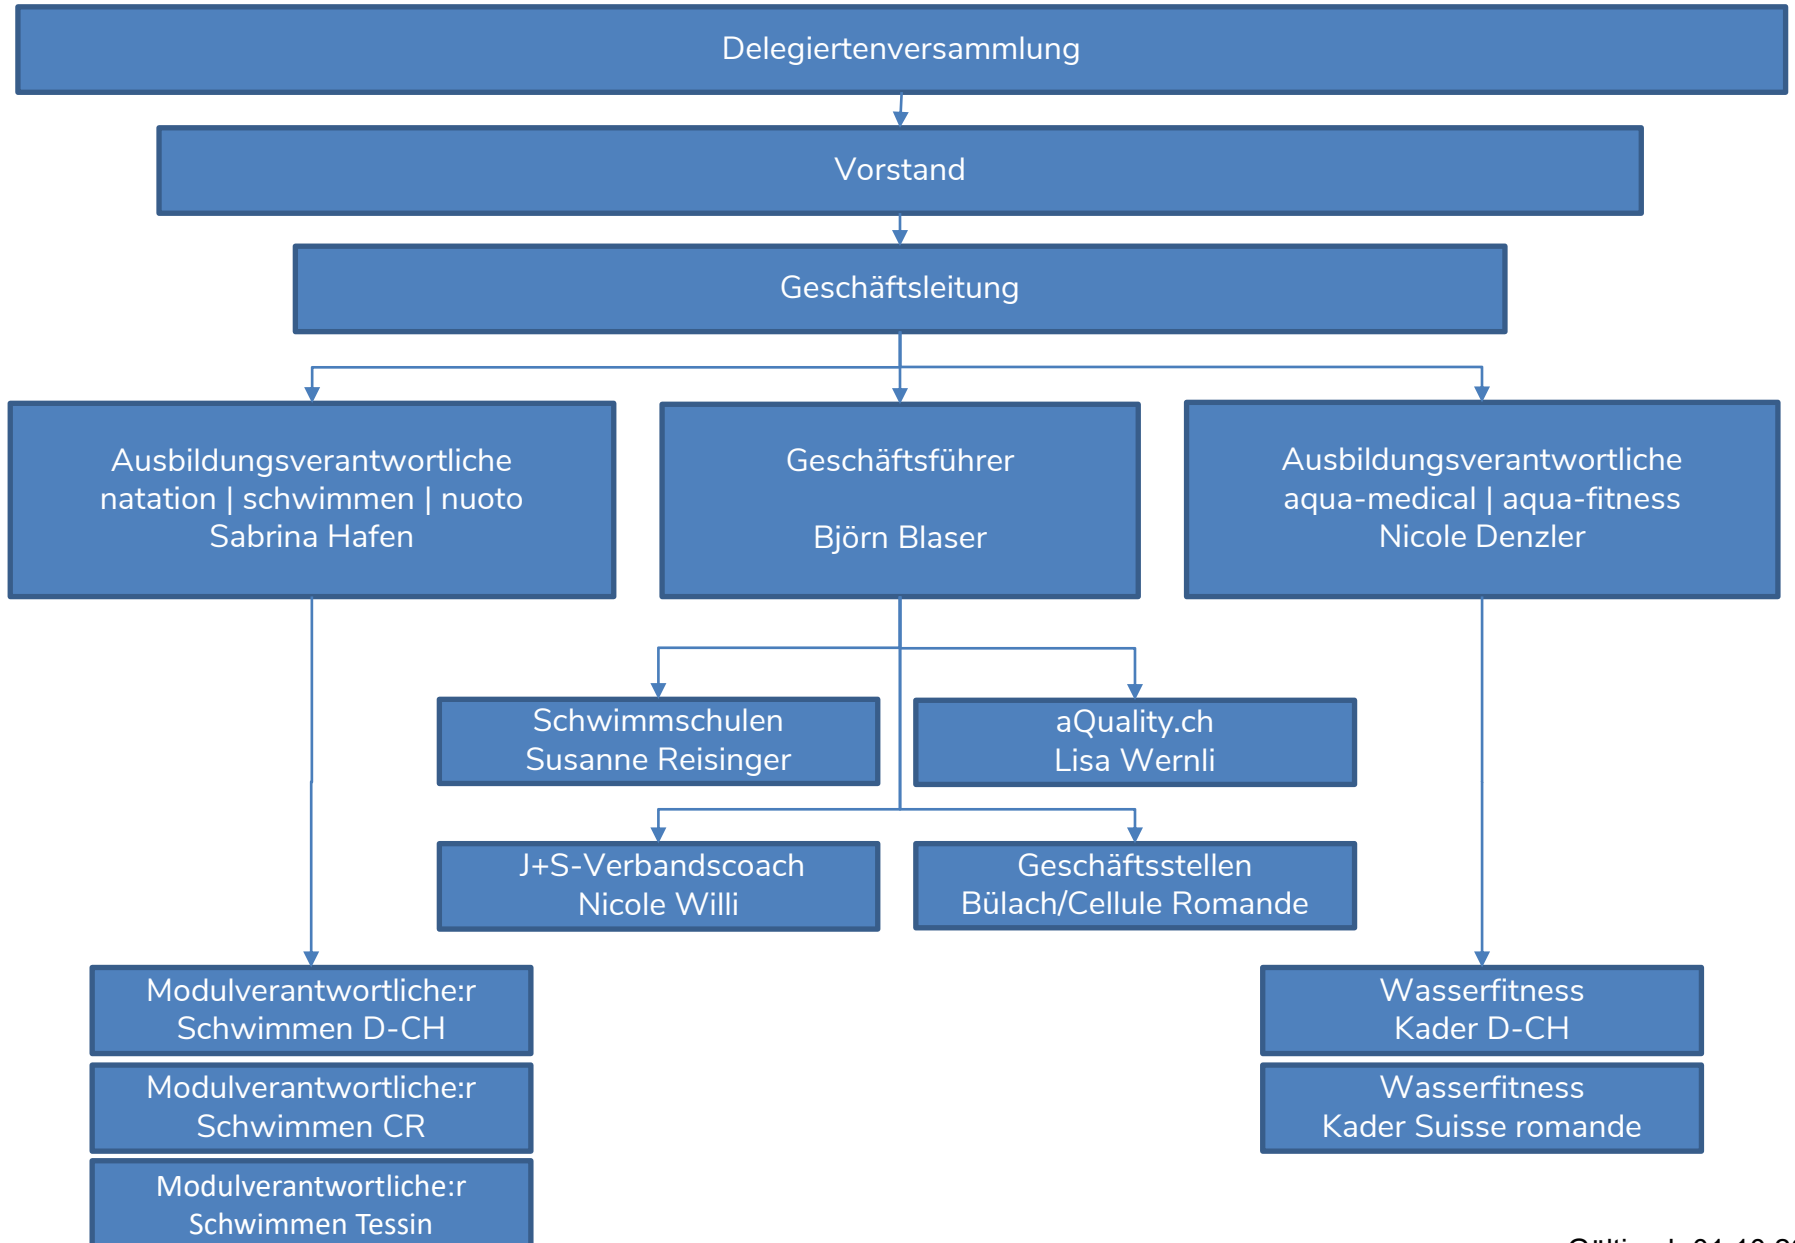 Delegiertenversammlung
Vorstand
Geschäftsleitung
Ausbildungsverantwortliche
natation | schwimmen | nuoto
Sabrina Hafen
Geschäftsführer
Björn Blaser
Ausbildungsverantwortliche
aqua-medical | aqua-fitness
Nicole Denzler
Schwimmschulen
Susanne Reisinger
aQuality.ch
Lisa Wernli
J+S-Verbandscoach
Nicole Willi
Geschäftsstellen
Bülach/Cellule Romande
Modulverantwortliche:r
Schwimmen D-CH
Modulverantwortliche:r
Schwimmen CR
Modulverantwortliche:r
Schwimmen Tessin
Wasserfitness
Kader D-CH
Wasserfitness
Kader Suisse romande